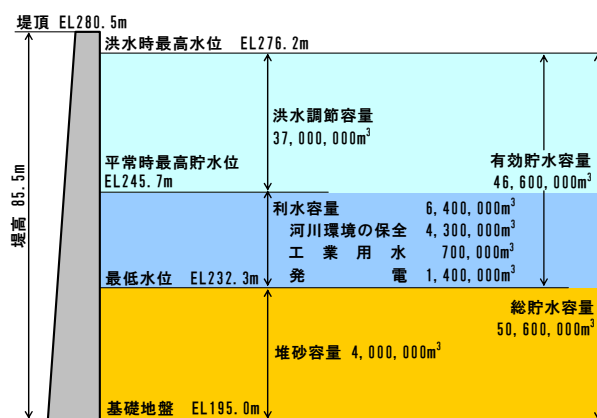 堤頂 EL280.5m
洪水時最高水位 EL276.2m
洪水調節容量
37,000,000m³
有効貯水容量
46,600,000m³
平常時最高貯水位
EL245.7m
堤高 85.5m
利水容量 6,400,000m³
河川環境の保全 4,300,000m³
工業用水 700,000m³
発電 1,400,000m³
最低水位 EL232.3m
総貯水容量
50,600,000m³
堆砂容量 4,000,000m³
基礎地盤 EL195.0m